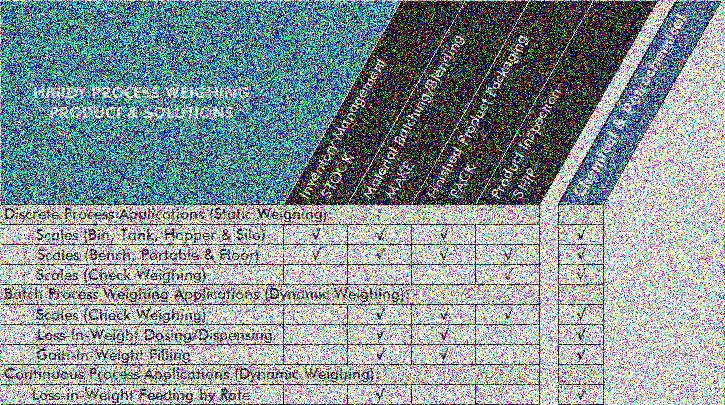 HARDY PROCESS WEIGHING
PRODUCT & SOLUTIONS
Inventory Management
STOCK
Material Batching/Blending
MAKE
Finished Product Packaging
PACK
Product Inspection
SHIP
Chemical & Petrochemical
Discrete Process Applications (Static Weighing):
Scales (Bin, Tank, Hopper & Silo) √ √ √ √
Scales (Bench, Portable & Floor) √ √ √ √ √
Scales (Check Weighing) √ √
Batch Process Weighing Applications (Dynamic Weighing):
Scales (Check Weighing) √ √ √ √
Loss-In-Weight Dosing/Dispensing √ √ √
Gain-In-Weight Filling √ √ √
Continuous Process Applications (Dynamic Weighing)
Loss-in-Weight Feeding by Rate √ √